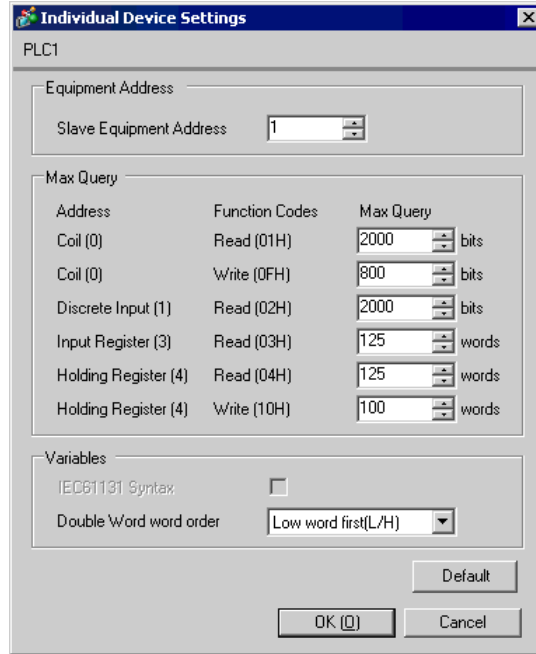 Individual Device Settings
PLC1
Equipment Address
Slave Equipment Address 1
Max Query
Address Function Codes Max Query
Coil (0) Read (01H) 2000 bits
Coil (0) Write (0FH) 800 bits
Discrete Input (1) Read (02H) 2000 bits
Input Register (3) Read (03H) 125 words
Holding Register (4) Read (04H) 125 words
Holding Register (4) Write (10H) 100 words
Variables
IEC61131 Syntax
Double Word word order Low word first(L/H)
Default
OK (O) Cancel